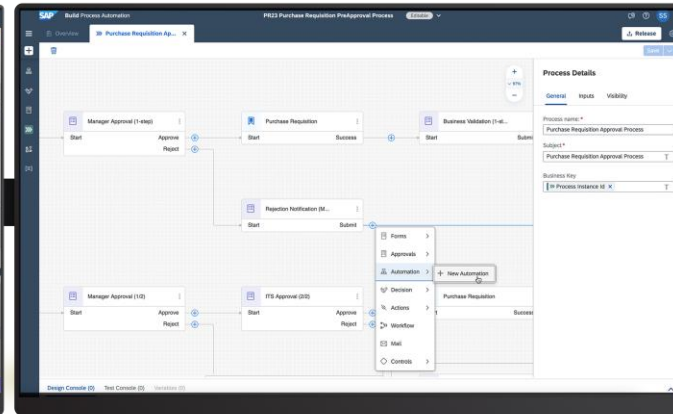 SAP Build Process Automation
PR23 Purchase Requisition PreApproval Process
Editable
SS
Overview
Purchase Requisition Ap... ×
Release
Save
Process Details
General Inputs Visibility
Process name: *
Purchase Requisition Approval Process
Subject: *
Purchase Requisition Approval Process
Business Key
Process Instance Id ×
Manager Approval (1-step)
Start Approve
Reject
Purchase Requisition
Start Success
Business Validation (1-st...
Start Submi
Rejection Notification (M...
Start Submit
Forms
Approvals
Automation
+ New Automation
Decision
Actions
Workflow
Mail
Controls
Manager Approval (1/2)
Start Approve
Reject
ITS Approval (2/2)
Start Approve
Reject
Purchase Requisition
Success
Design Console (0) Test Console (0) Variables (0)